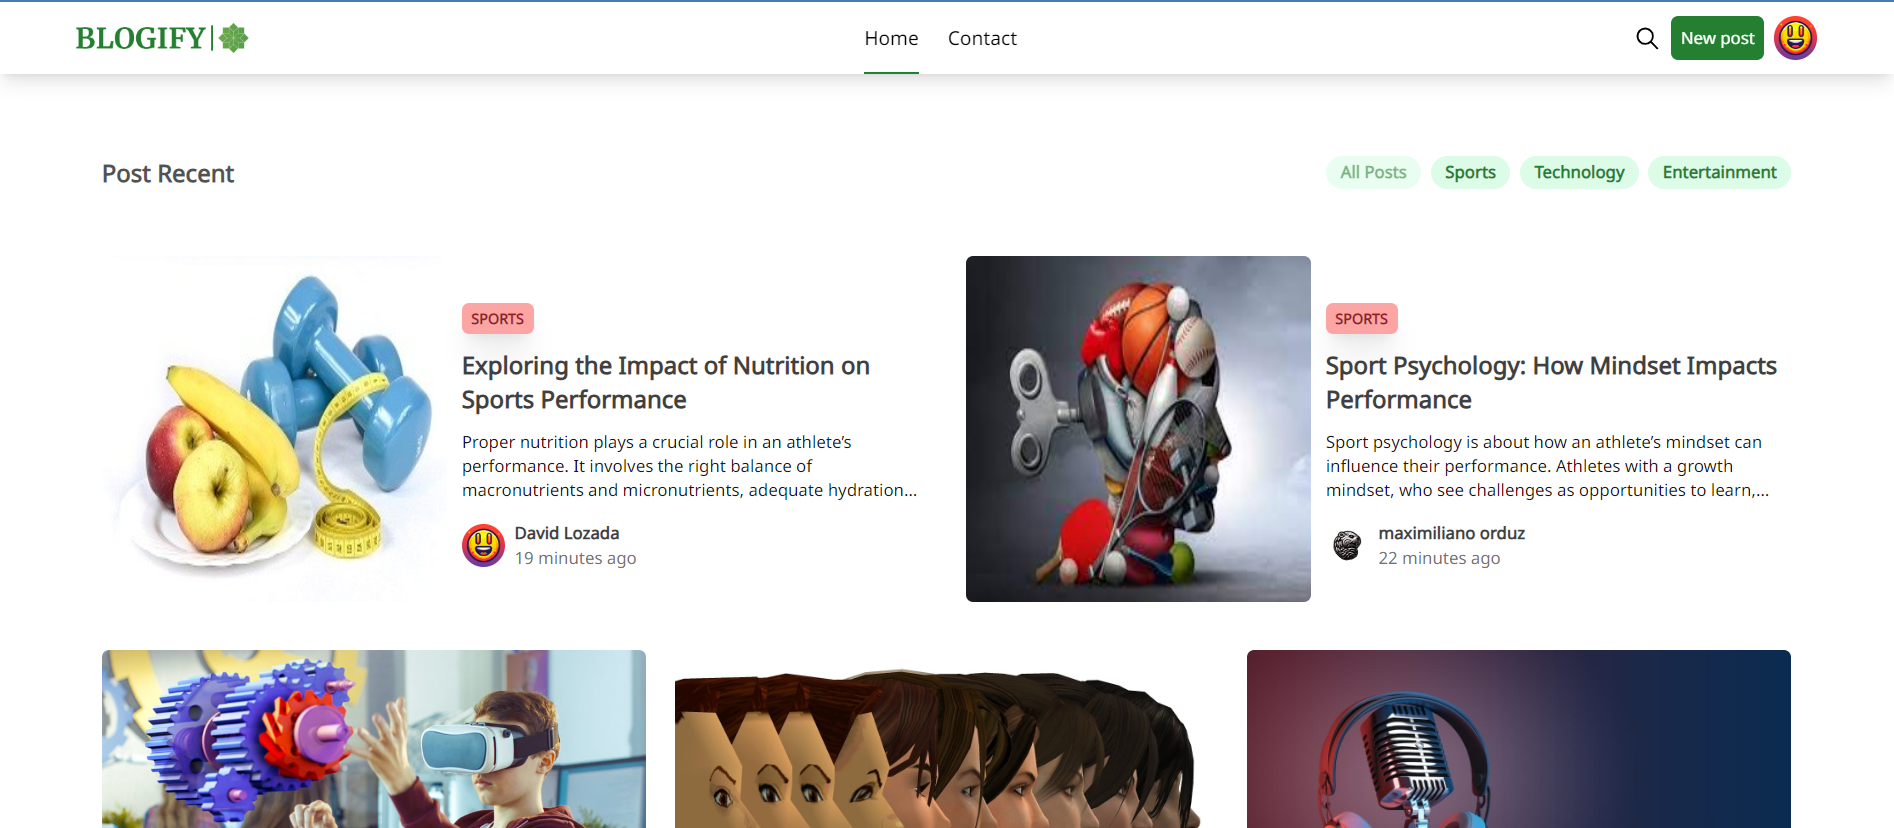 BLOGIFY
Home
Contact
New post
Post Recent
All Posts
Sports
Technology
Entertainment
SPORTS
Exploring the Impact of Nutrition on
Sports Performance
Proper nutrition plays a crucial role in an athlete’s
performance. It involves the right balance of
macronutrients and micronutrients, adequate hydration...
David Lozada
19 minutes ago
SPORTS
Sport Psychology: How Mindset Impacts
Performance
Sport psychology is about how an athlete’s mindset can
influence their performance. Athletes with a growth
mindset, who see challenges as opportunities to learn,...
maximiliano orduz
22 minutes ago